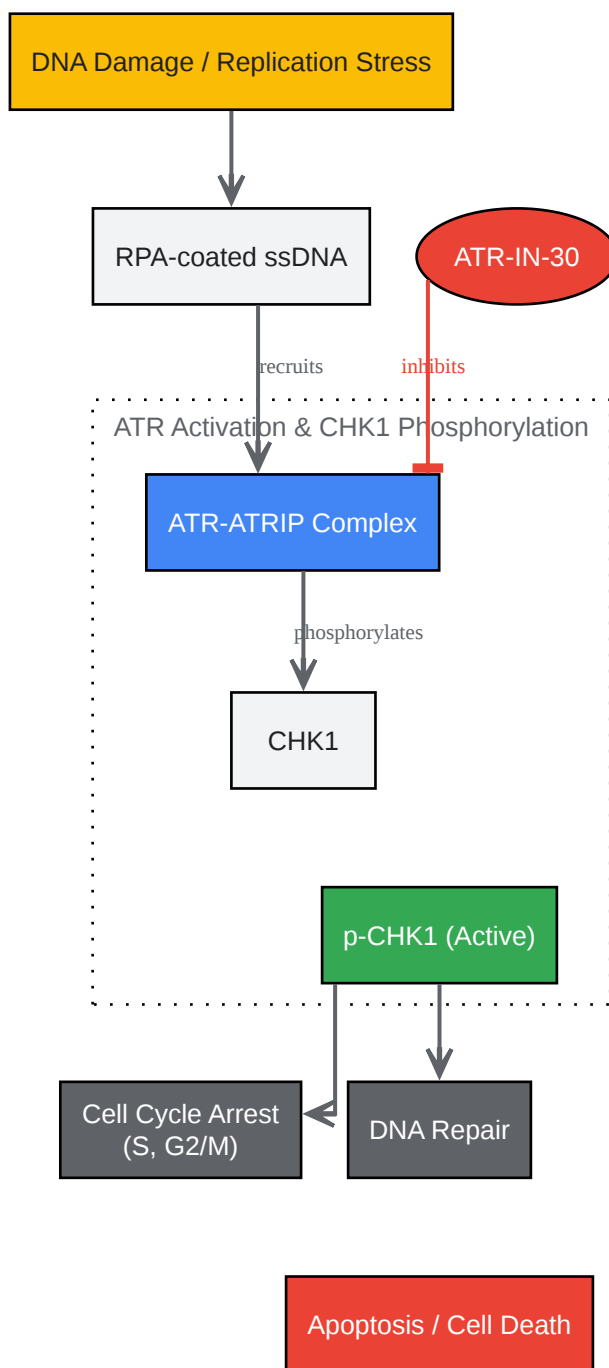 DNA Damage / Replication Stress
RPA-coated ssDNA
ATR-IN-30
recruits
inhibits
ATR Activation & CHK1 Phosphorylation
ATR-ATRIP Complex
phosphorylates
CHK1
p-CHK1 (Active)
Cell Cycle Arrest
(S, G2/M)
DNA Repair
Apoptosis / Cell Death